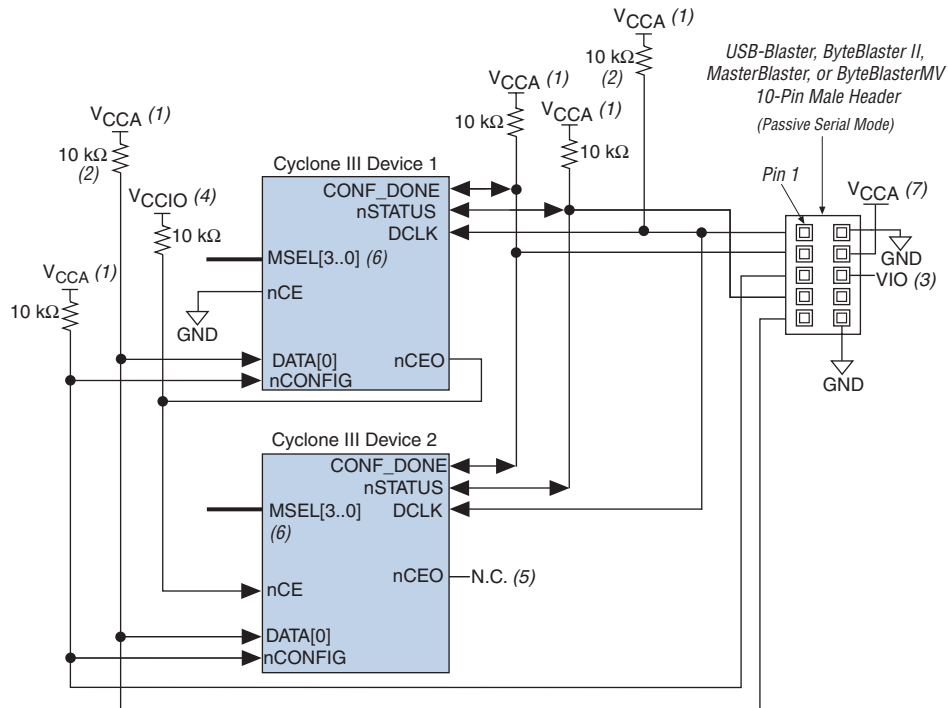 VCCA (1)
10 kΩ
(2)
VCCA (1)
10 kΩ
VCCA (1)
10 kΩ
USB-Blaster, ByteBlaster II,
MasterBlaster, or ByteBlasterMV
10-Pin Male Header
(Passive Serial Mode)
Pin 1
VCCA (7)
GND
VIO (3)
GND
VCCA (1)
10 kΩ
(2)
VCCIO (4)
10 kΩ
VCCA (1)
10 kΩ
Cyclone III Device 1
CONF_DONE
nSTATUS
DCLK
MSEL[3..0] (6)
nCE
GND
DATA[0]
nCEO
nCONFIG
Cyclone III Device 2
CONF_DONE
nSTATUS
MSEL[3..0]
DCLK
(6)
nCEO
N.C. (5)
nCE
DATA[0]
nCONFIG